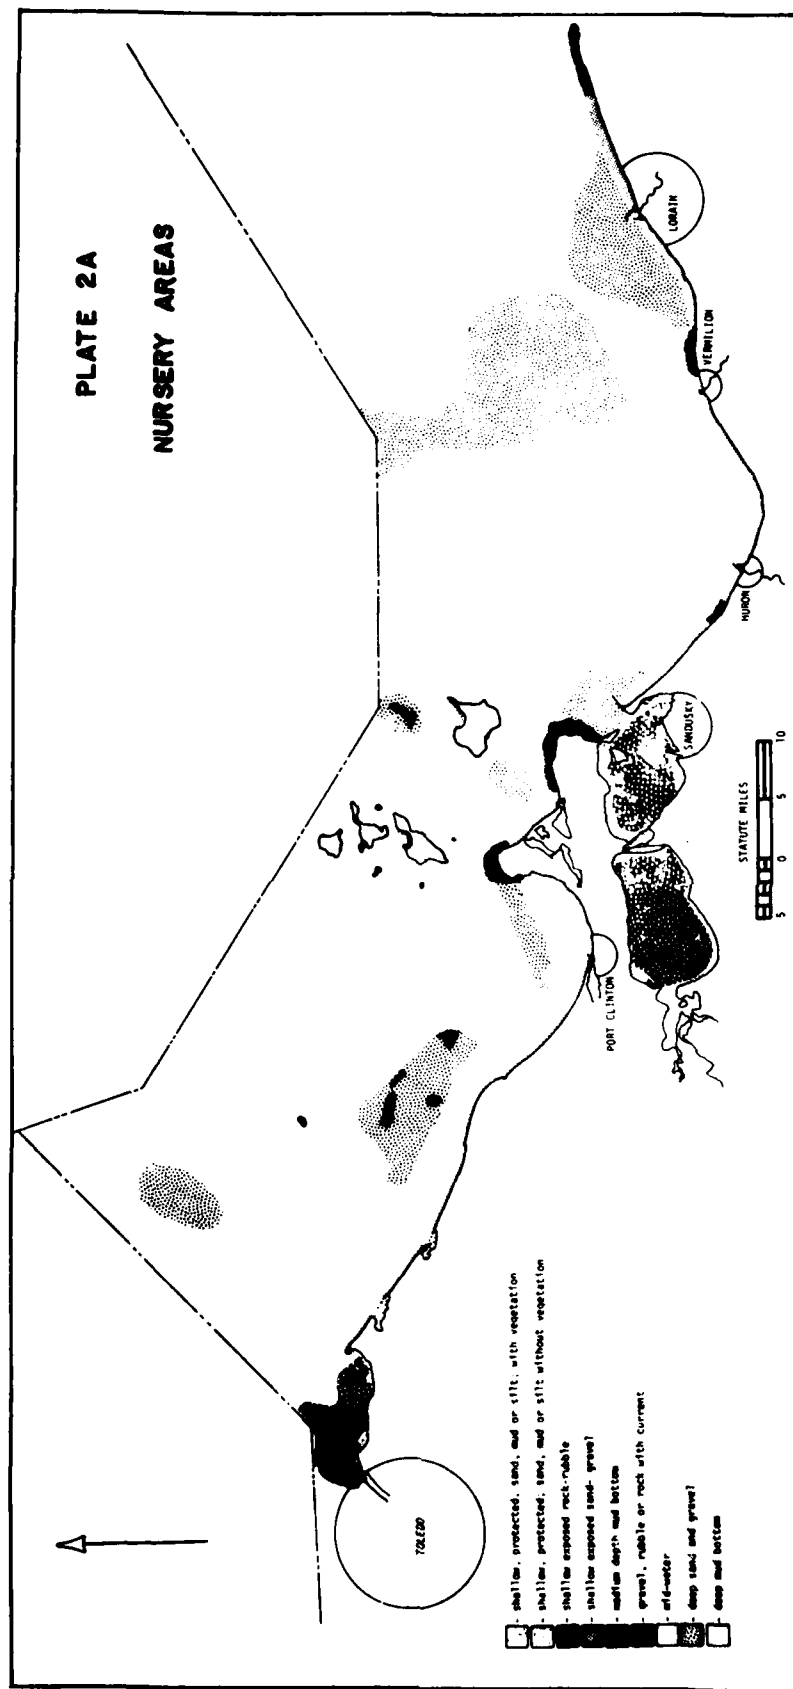 PLATE 2A
NURSERY AREAS
LORAIN
VERMILION
HURON
SANDUSKY
PORT CLINTON
TOLEDO
STATUTE MILES
5 0 5 10
- shallow, protected, sand, mud or silt, with vegetation
- shallow, protected, sand, mud or silt without vegetation
- shallow exposed rock-rubble
- shallow exposed sand- gravel
- medium depth mud bottom
- gravel, rubble or rock with current
- mid-water
- deep sand and gravel
- deep mud bottom